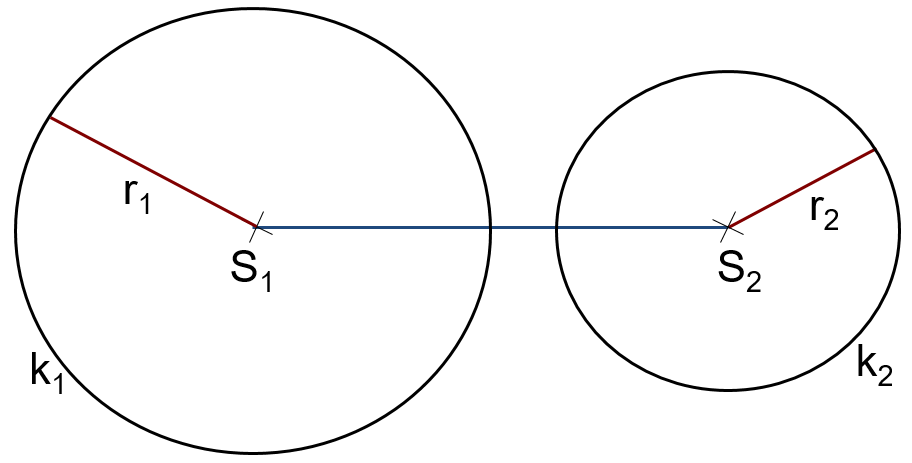 r₁
r₂
S₁
S₂
k₁
k₂